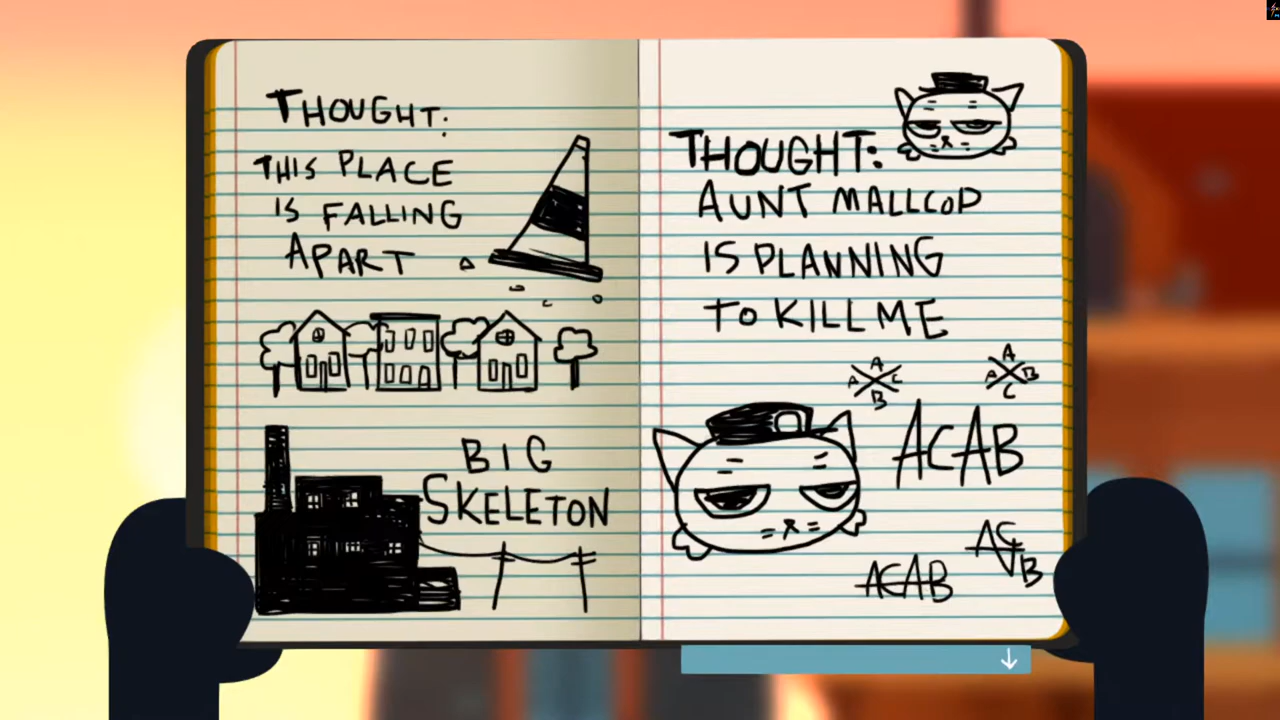 THOUGHT:
THIS PLACE
IS FALLING
APART
BIG
SKELETON
THOUGHT:
AUNT MALLCOP
IS PLANNING
TO KILL ME
A
A C
B
A
A B
C
ACAB
ACAB
ACAB